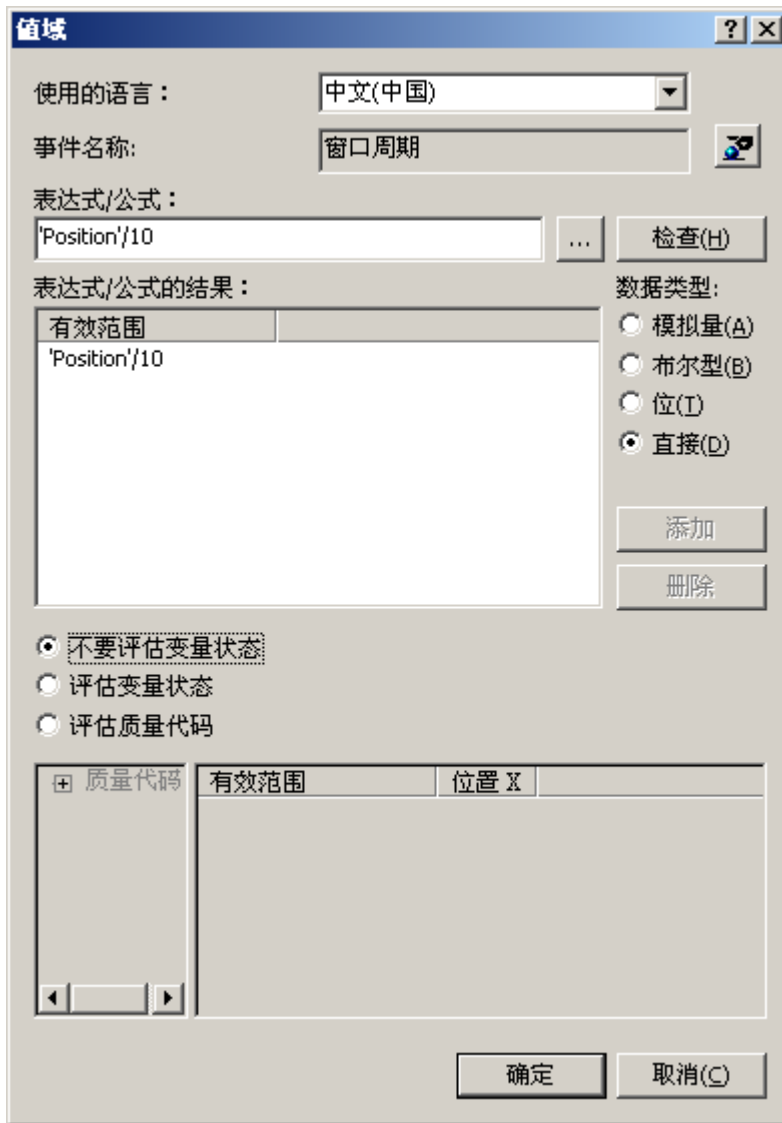 值域
使用的语言： 中文(中国)
事件名称: 窗口周期
表达式/公式：
'Position'/10 ... 检查(H)
表达式/公式的结果： 数据类型:
有效范围
'Position'/10
模拟量(A)
布尔型(B)
位(T)
直接(D)
添加
删除
不要评估变量状态
评估变量状态
评估质量代码
质量代码 有效范围 位置 X
确定 取消(C)